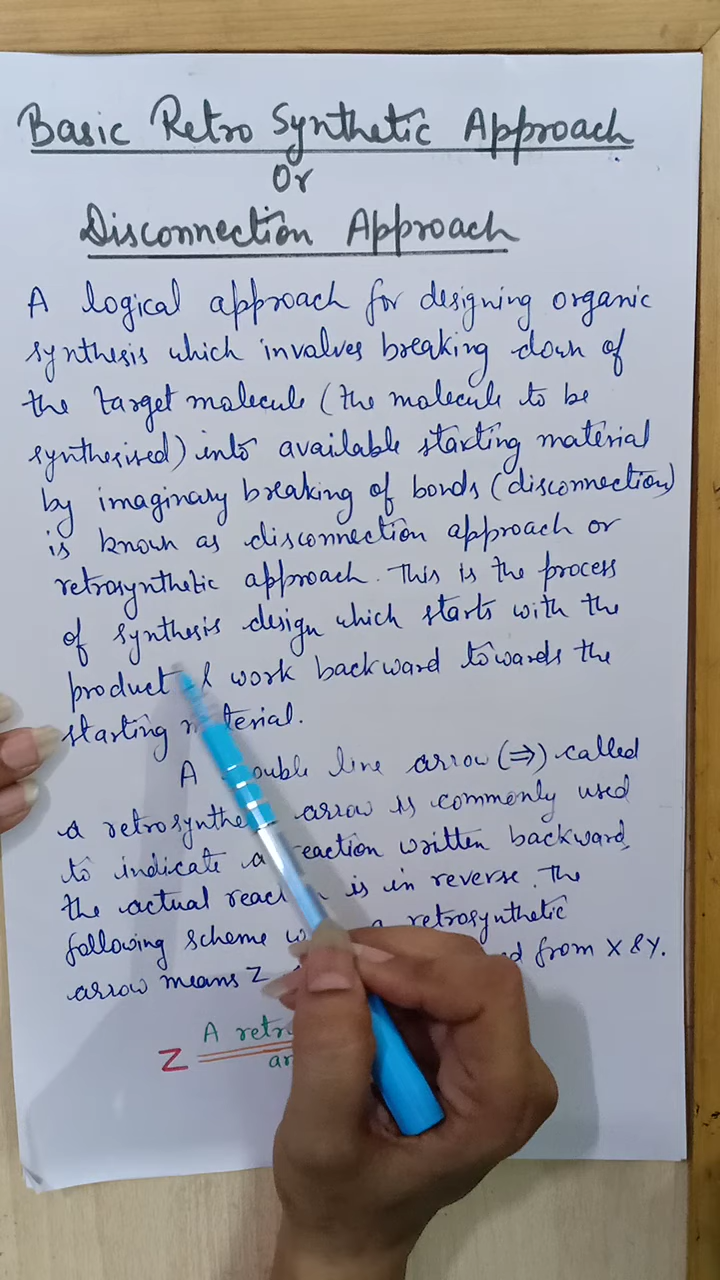 Basic Retro Synthetic Approach
Or
Disconnection Approach
A logical approach for designing organic
synthesis which involves breaking down of
the target molecule (the molecule to be
synthesised) into available starting material
by imaginary breaking of bonds (disconnection)
is known as disconnection approach or
retrosynthetic approach. This is the process
of synthesis design which starts with the
product & work backward towards the
starting material.
A double line arrow (⇒) called
a retrosynthe arrow is commonly used
to indicate a reaction written backward,
the actual is in reverse. The
following scheme a retrosynthetic
arrow means Z from X & Y.
A
Z